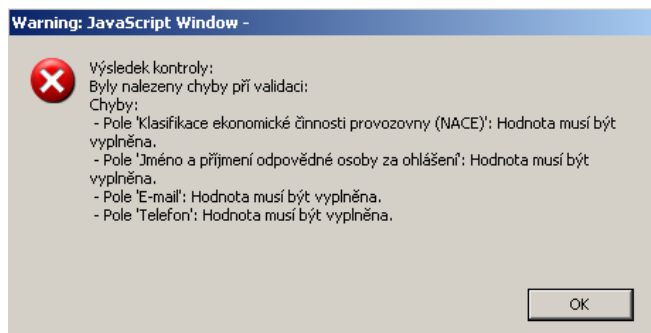 Warning: JavaScript Window -
Výsledek kontroly:
Byly nalezeny chyby pří validaci:
Chyby:
- Pole 'Klasifikace ekonomické činnosti provozovny (NACE)': Hodnota musí být
vyplněna.
- Pole 'Jméno a příjmení odpovědné osoby za ohlášení': Hodnota musí být
vyplněna.
- Pole 'E-mail': Hodnota musí být vyplněna.
- Pole 'Telefon': Hodnota musí být vyplněna.
OK